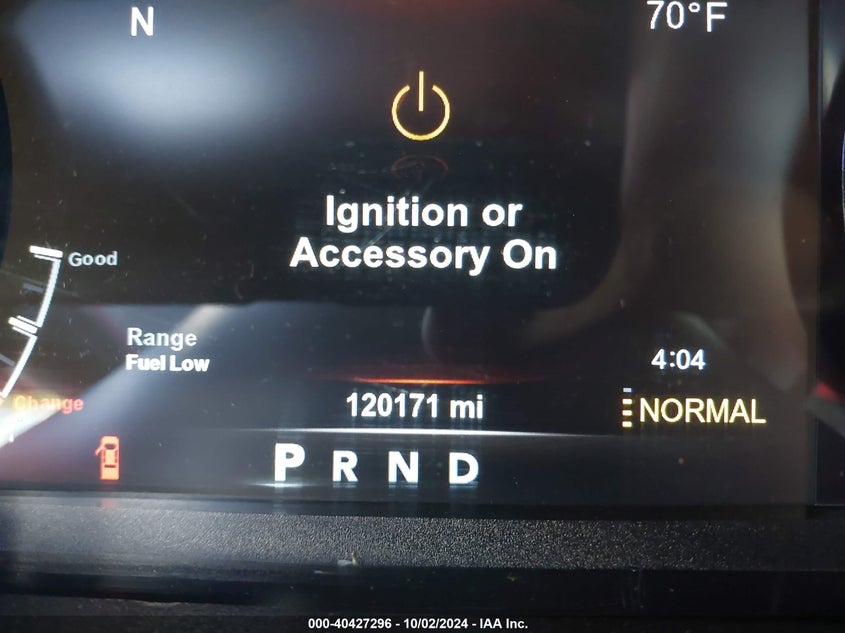 N
70°F
Ignition or
Accessory On
Good
Range
Fuel Low
4:04
Change
120171 mi
NORMAL
P R N D
000-40427296 - 10/02/2024 - IAA Inc.